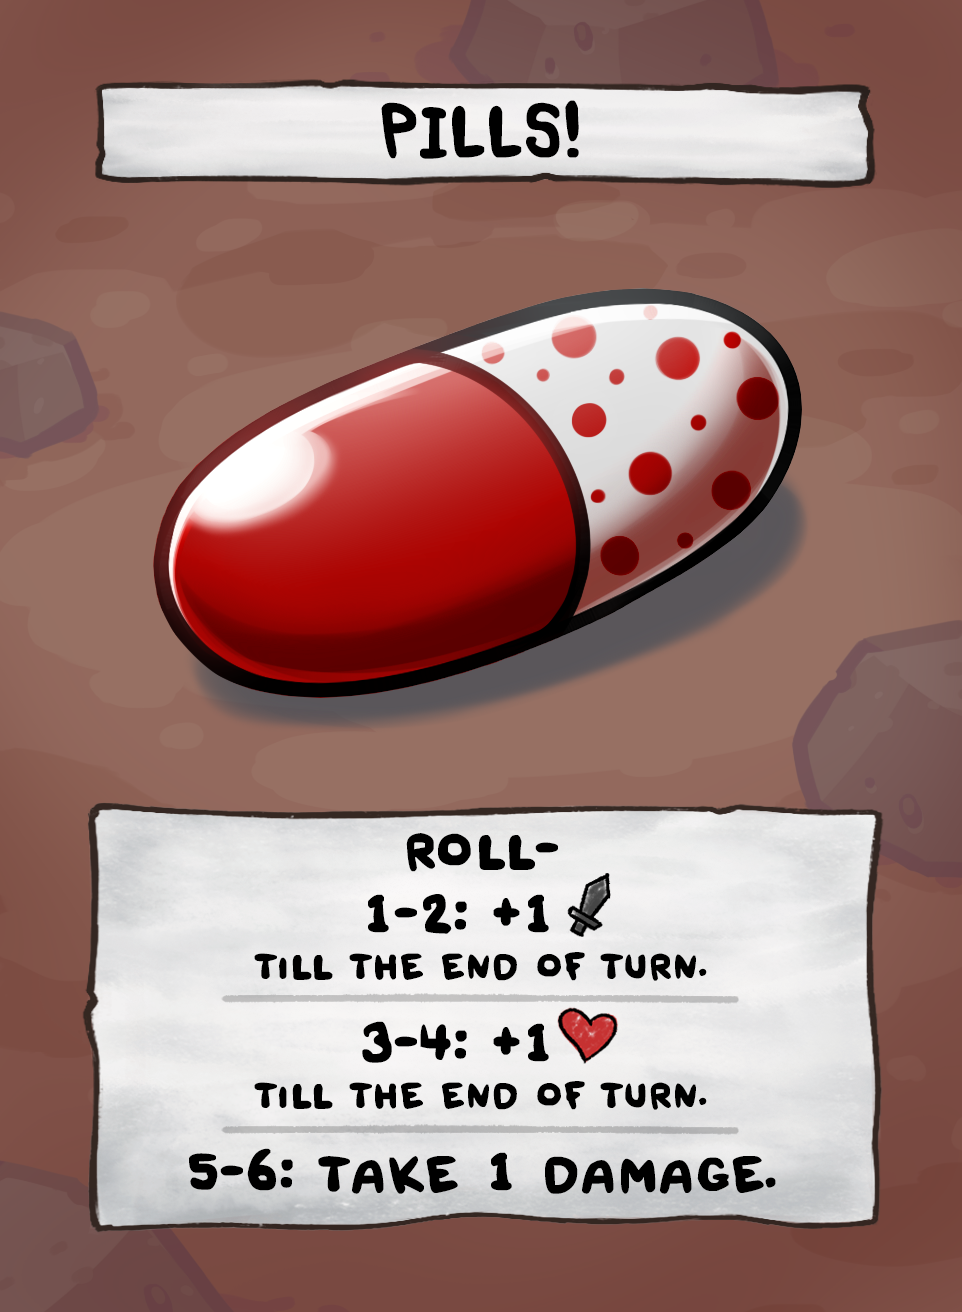 PILLS!
ROLL-
1-2: +1
TILL THE END OF TURN.
3-4: +1
TILL THE END OF TURN.
5-6: TAKE 1 DAMAGE.